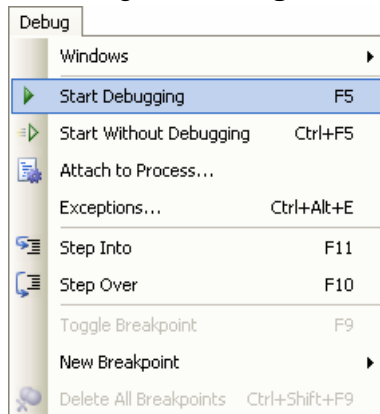 Debug
Windows
Start Debugging F5
Start Without Debugging Ctrl+F5
Attach to Process...
Exceptions... Ctrl+Alt+E
Step Into F11
Step Over F10
Toggle Breakpoint F9
New Breakpoint
Delete All Breakpoints Ctrl+Shift+F9